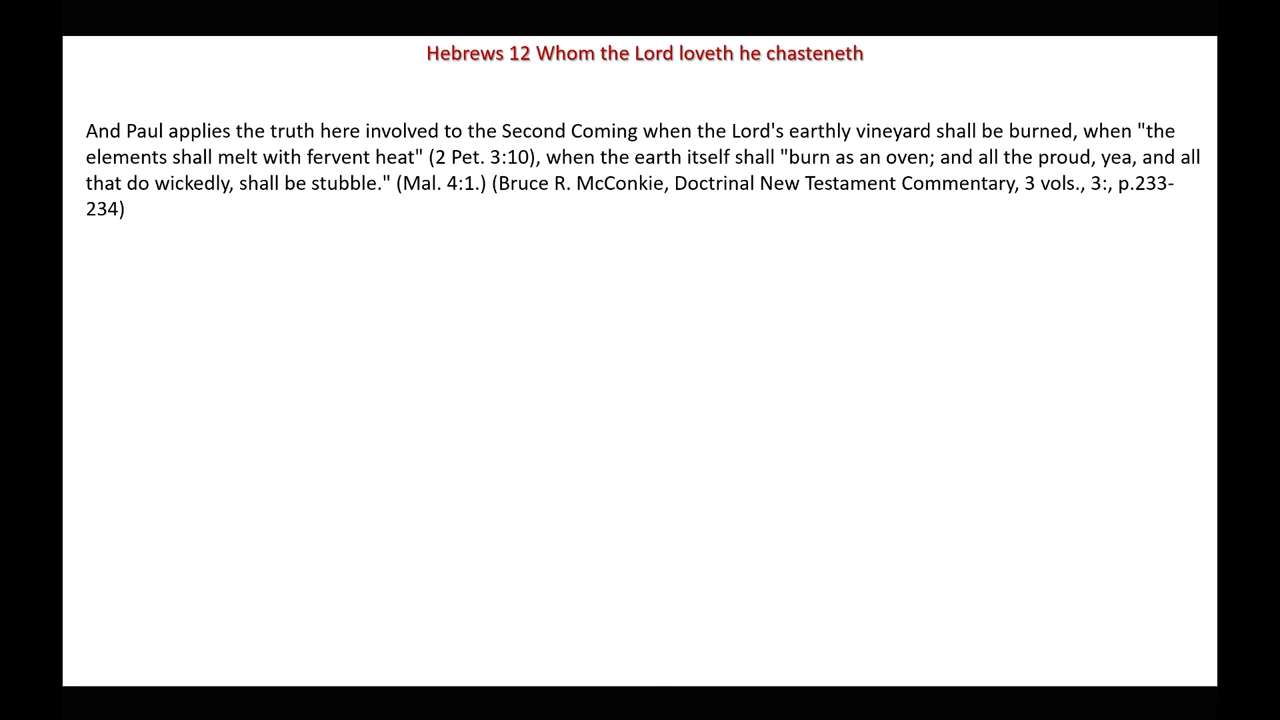 Hebrews 12 Whom the Lord loveth he chasteneth
And Paul applies the truth here involved to the Second Coming when the Lord's earthly vineyard shall be burned, when "the
elements shall melt with fervent heat" (2 Pet. 3:10), when the earth itself shall "burn as an oven; and all the proud, yea, and all
that do wickedly, shall be stubble." (Mal. 4:1.) (Bruce R. McConkie, Doctrinal New Testament Commentary, 3 vols., 3:, p.233-
234)